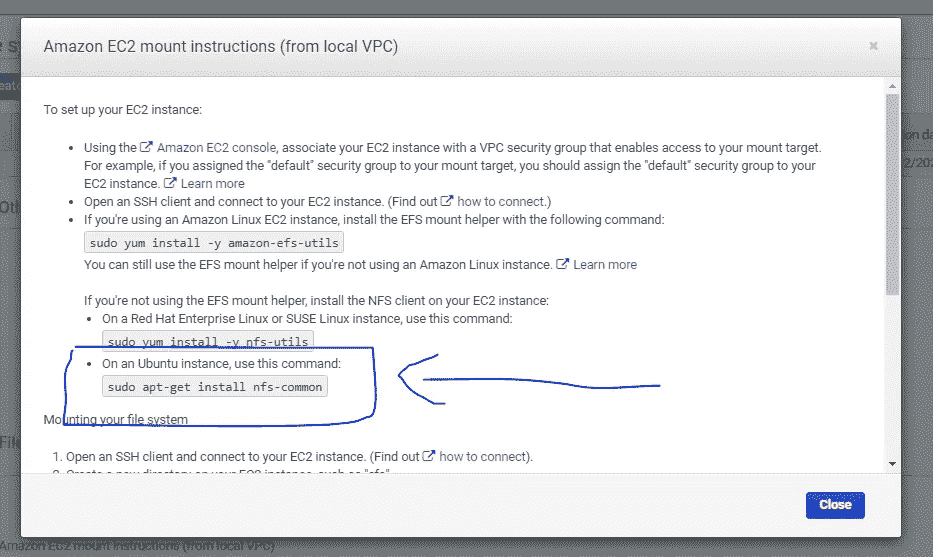 Amazon EC2 mount instructions (from local VPC)
To set up your EC2 instance:
Using the Amazon EC2 console, associate your EC2 instance with a VPC security group that enables access to your mount target.
For example, if you assigned the "default" security group to your mount target, you should assign the "default" security group to
your EC2 instance. Learn more
Open an SSH client and connect to your EC2 instance. (Find out how to connect.)
If you're using an Amazon Linux EC2 instance, install the EFS mount helper with the following command:
sudo yum install -y amazon-efs-utils
You can still use the EFS mount helper if you're not using an Amazon Linux instance. Learn more
If you're not using the EFS mount helper, install the NFS client on your EC2 instance:
On a Red Hat Enterprise Linux or SUSE Linux instance, use this command:
sudo yum install -y nfs-utils
On an Ubuntu instance, use this command:
sudo apt-get install nfs-common
Mounting your file system
1. Open an SSH client and connect to your EC2 instance. (Find out how to connect).
2. Create a new directory on your EC2 instance, such as "efs".
Close
Amazon EC2 mount instructions (from local VPC)